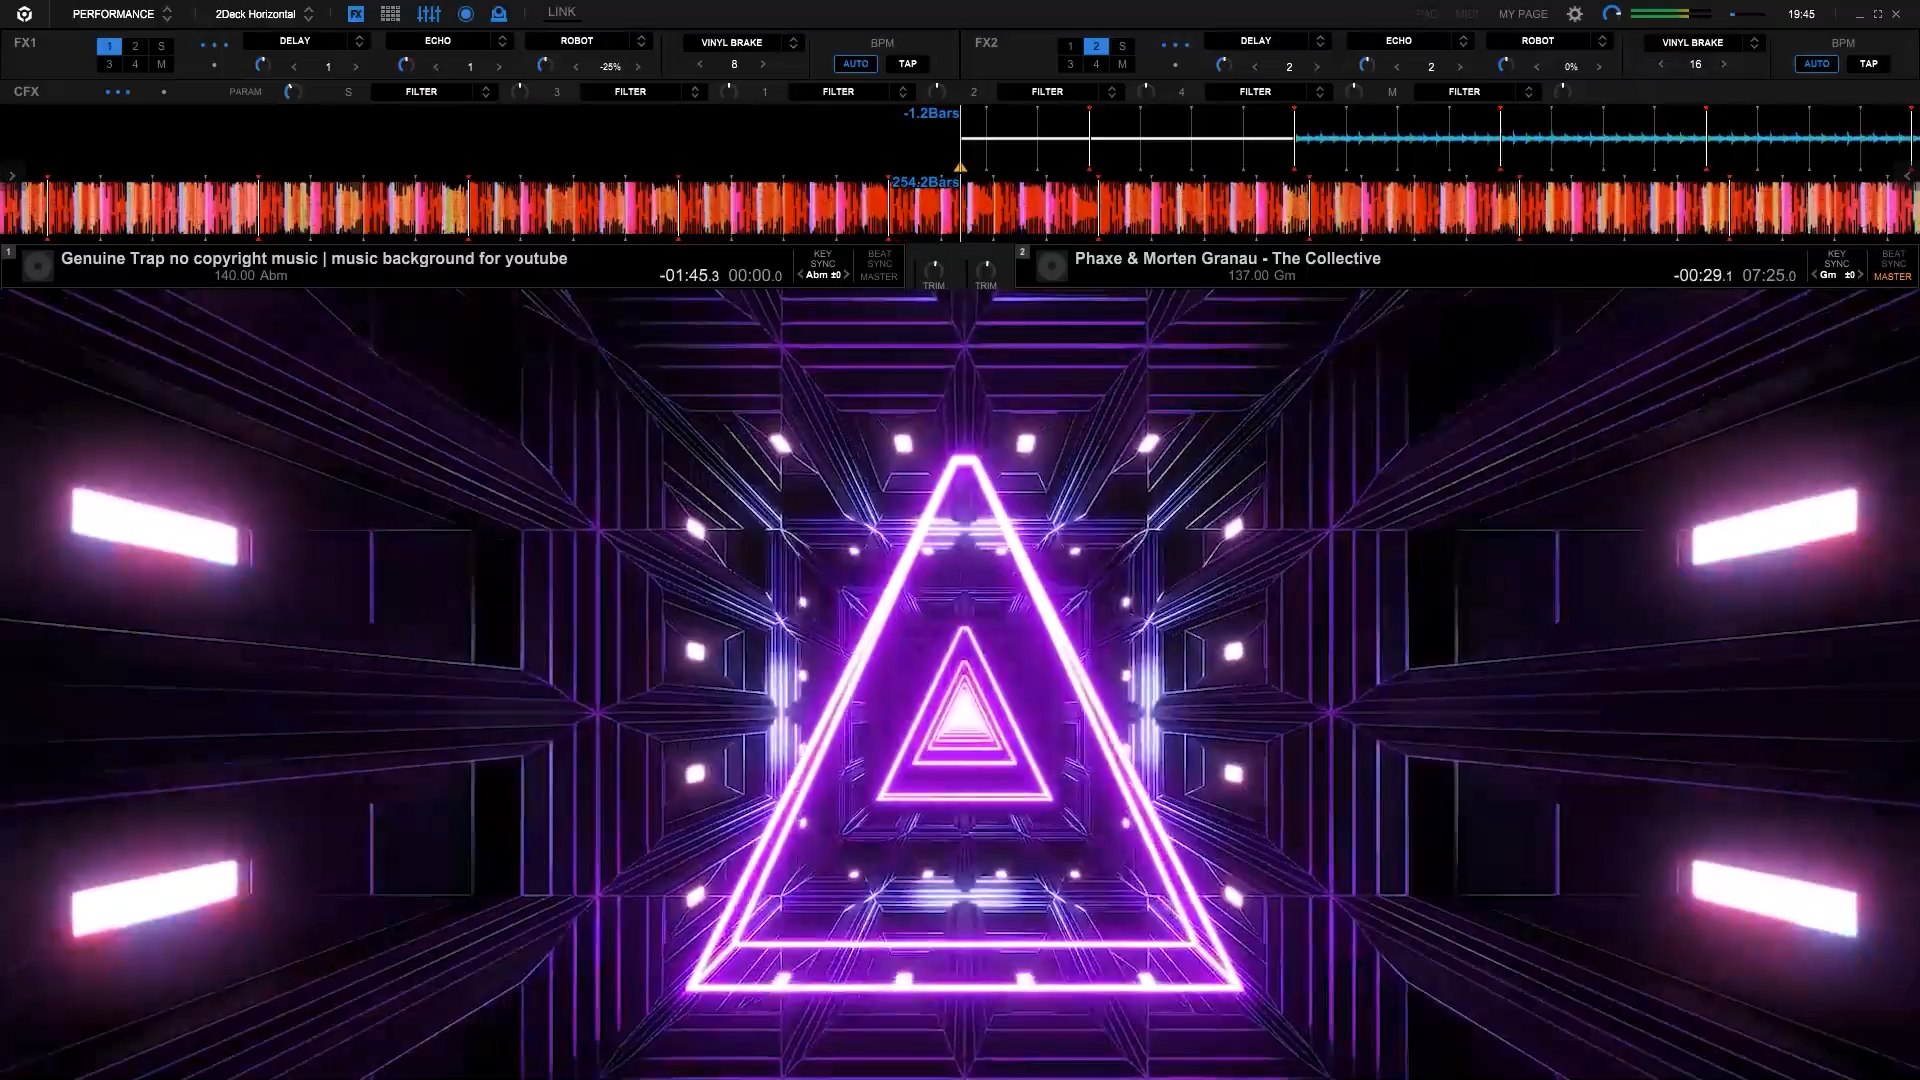 PERFORMANCE 2Deck Horizontal FX LINK PAD MIDI MY PAGE 19:45
FX1 1 2 S DELAY ECHO ROBOT VINYL BRAKE BPM FX2 1 2 S DELAY ECHO ROBOT VINYL BRAKE BPM
3 4 M 1 1 -25% 8 AUTO TAP 3 4 M 2 2 0% 16 AUTO TAP
CFX PARAM S FILTER 3 FILTER 1 FILTER 2 FILTER 4 FILTER M FILTER
-1.2Bars
-254.2Bars
1 Genuine Trap no copyright music | music background for youtube
140.00 Abm
-01:45.3 00:00.0
KEY SYNC
Abm ±0
BEAT SYNC
MASTER
TRIM TRIM
2 Phaxe & Morten Granau - The Collective
137.00 Gm
-00:29.1 07:25.0
KEY SYNC
Gm ±0
BEAT SYNC
MASTER